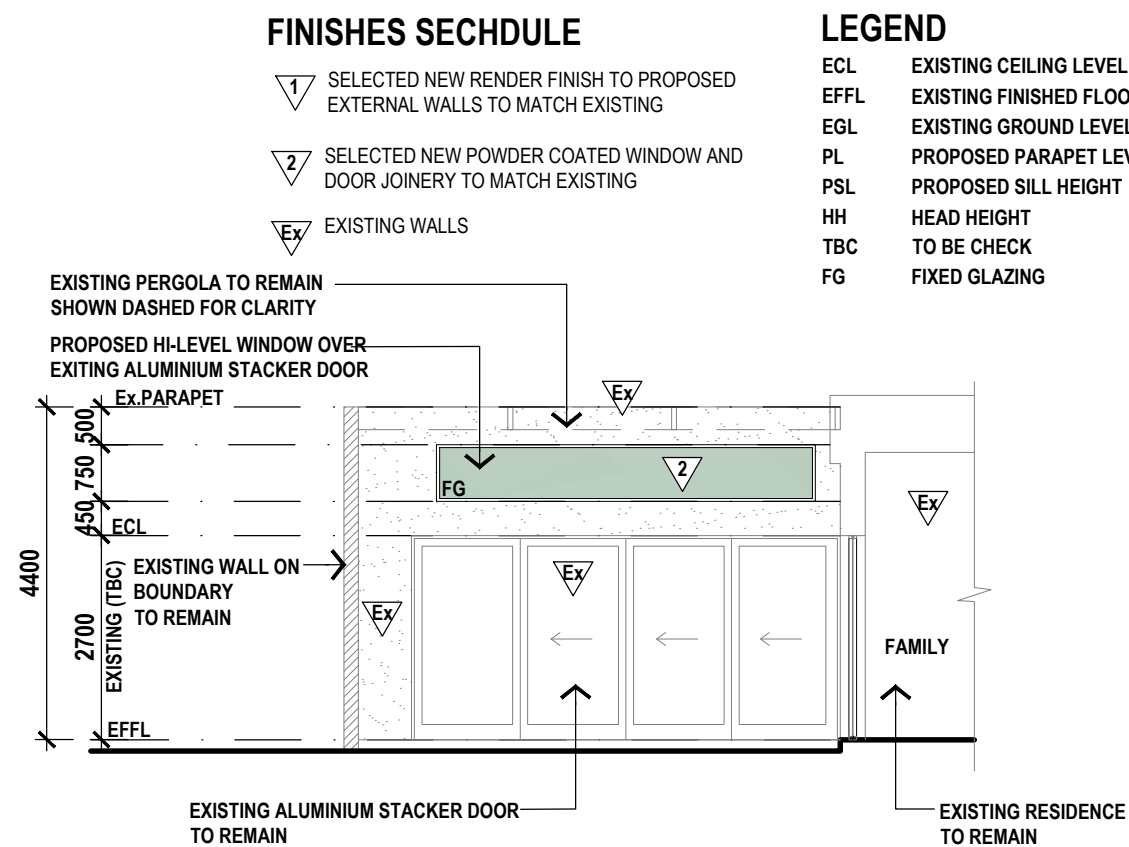 FINISHES SECHDULE
1 SELECTED NEW RENDER FINISH TO PROPOSED
EXTERNAL WALLS TO MATCH EXISTING
2 SELECTED NEW POWDER COATED WINDOW AND
DOOR JOINERY TO MATCH EXISTING
Ex EXISTING WALLS
LEGEND
ECL EXISTING CEILING LEVEL
EFFL EXISTING FINISHED FLOO
EGL EXISTING GROUND LEVEL
PL PROPOSED PARAPET LEV
PSL PROPOSED SILL HEIGHT
HH HEAD HEIGHT
TBC TO BE CHECK
FG FIXED GLAZING
EXISTING PERGOLA TO REMAIN
SHOWN DASHED FOR CLARITY
PROPOSED HI-LEVEL WINDOW OVER
EXITING ALUMINIUM STACKER DOOR
Ex.PARAPET
Ex
500
750
450
2
FG
ECL
Ex
4400
2700
EXISTING (TBC)
EXISTING WALL ON
BOUNDARY
TO REMAIN
Ex
Ex
FAMILY
EFFL
EXISTING ALUMINIUM STACKER DOOR
TO REMAIN
EXISTING RESIDENCE
TO REMAIN